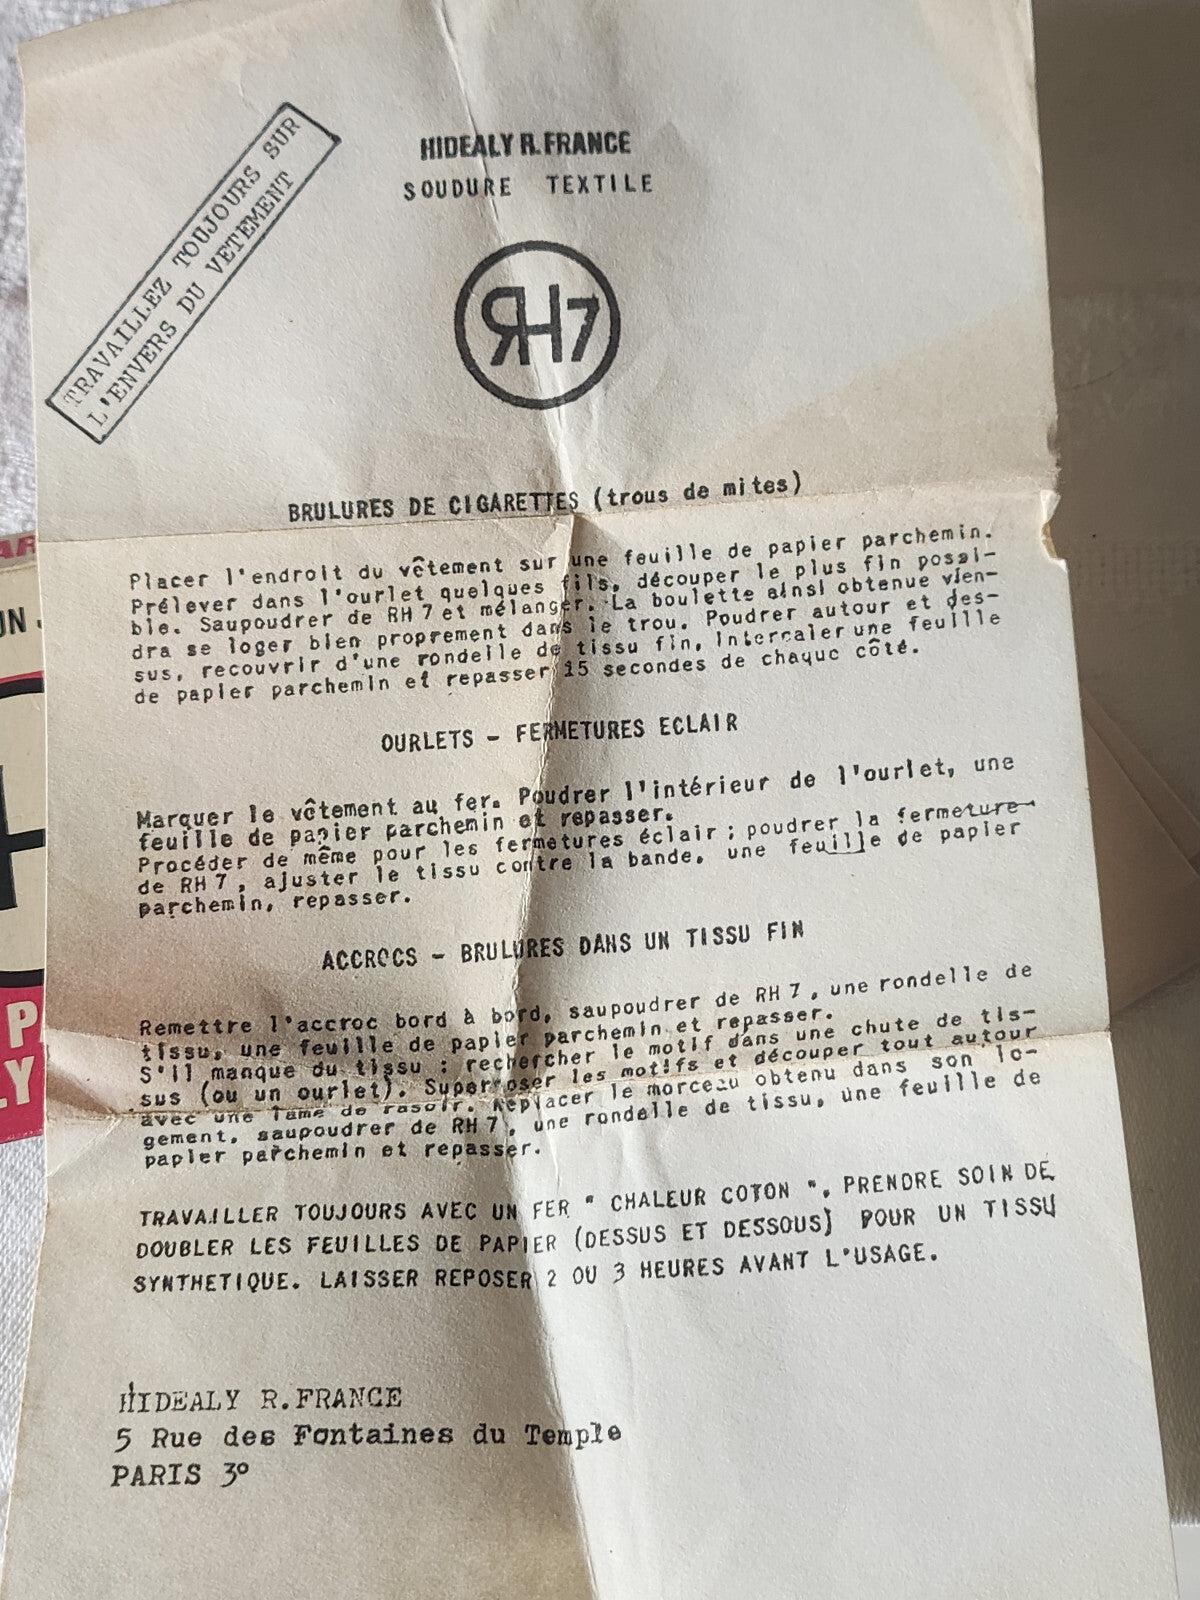 TRAVAILLEZ TOUJOURS SUR
L'ENVERS DU VETEMENT
HIDEALY R. FRANCE
SOUDURE TEXTILE
RH7
BRULURES DE CIGARETTES (trous de mites)
Placer l'endroit du vêtement sur une feuille de papier parchemin.
Prélever dans l'ourlet quelques fils, découper le plus fin possi-
ble. Saupoudrer de RH7 et mélanger. La boulette ainsi obtenue vien-
dra se loger bien proprement dans le trou. Poudrer autour et des-
sus, recouvrir d'une rondelle de tissu fin, Intercaler une feuille
de papier parchemin et repasser 15 secondes de chaque côté.
OURLETS - FERMETURES ECLAIR
Marquer le vêtement au fer. Poudrer l'intérieur de l'ourlet, une
feuille de papier parchemin et repasser.
Procéder de même pour les fermetures éclair ; poudrer la fermeture
de RH7, ajuster le tissu contre la bande, une feuille de papier
parchemin, repasser.
ACCROCS - BRULURES DANS UN TISSU FIN
Remettre l'accroc bord à bord, saupoudrer de RH7, une rondelle de
tissu, une feuille de papier parchemin et repasser.
S'il manque du tissu : rechercher le motif dans une chute de tis-
sus (ou un ourlet). Superposer les motifs et découper tout autour
avec une lame de rasoir. Replacer le morceau obtenu dans son lo-
gement, saupoudrer de RH7, une rondelle de tissu, une feuille de
papier parchemin et repasser.
TRAVAILLER TOUJOURS AVEC UN FER " CHALEUR COTON ", PRENDRE SOIN DE
DOUBLER LES FEUILLES DE PAPIER (DESSUS ET DESSOUS) POUR UN TISSU
SYNTHETIQUE. LAISSER REPOSER 2 OU 3 HEURES AVANT L'USAGE.
HIDEALY R. FRANCE
5 Rue des Fontaines du Temple
PARIS 3°